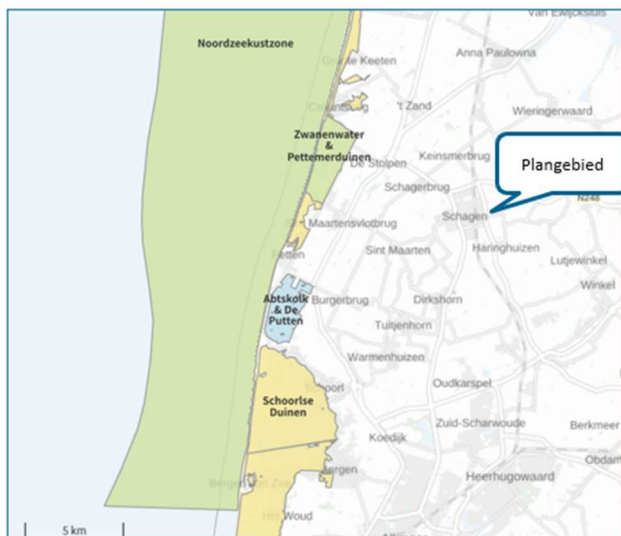 Van Ewijcksluis
Noordzeekustzone
Anna Paulowna
Groote Keeten
Callantsoog
't Zand
Wieringerwaard
Zwanenwater
&
Pettemerduinen
De Stolpen
Keinsmerbrug
Plangebied
Schagerbrug
N248
Schagen
Maartensvlotbrug
Petten
Sint Maarten
Haringhuizen
Lutjewinkel
Winkel
Abtskolk
& De
Putten
Burgerbrug
Dirkshorn
Tuitjenhorn
Warmenhuizen
Schoorl
Oudkarspel
Schoorlse
Duinen
Zuid-Scharwoude
Berkmeer
Koedijk
Obdam
Bergen
Heerhugowaard
Bergen aan Zee
Het Woud
5 km
Alkmaar